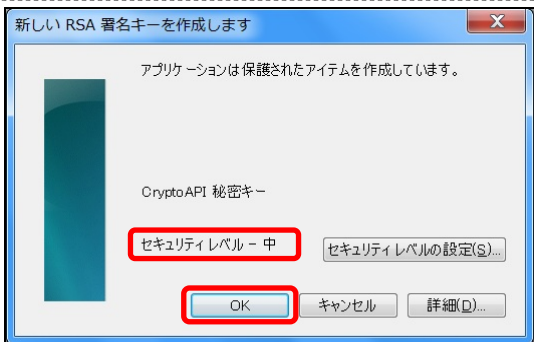 新しい RSA 署名キーを作成します
アプリケーションは保護されたアイテムを作成しています。
CryptoAPI 秘密キー
セキュリティ レベル - 中
セキュリティ レベルの設定(S)...
OK
キャンセル
詳細(D)...